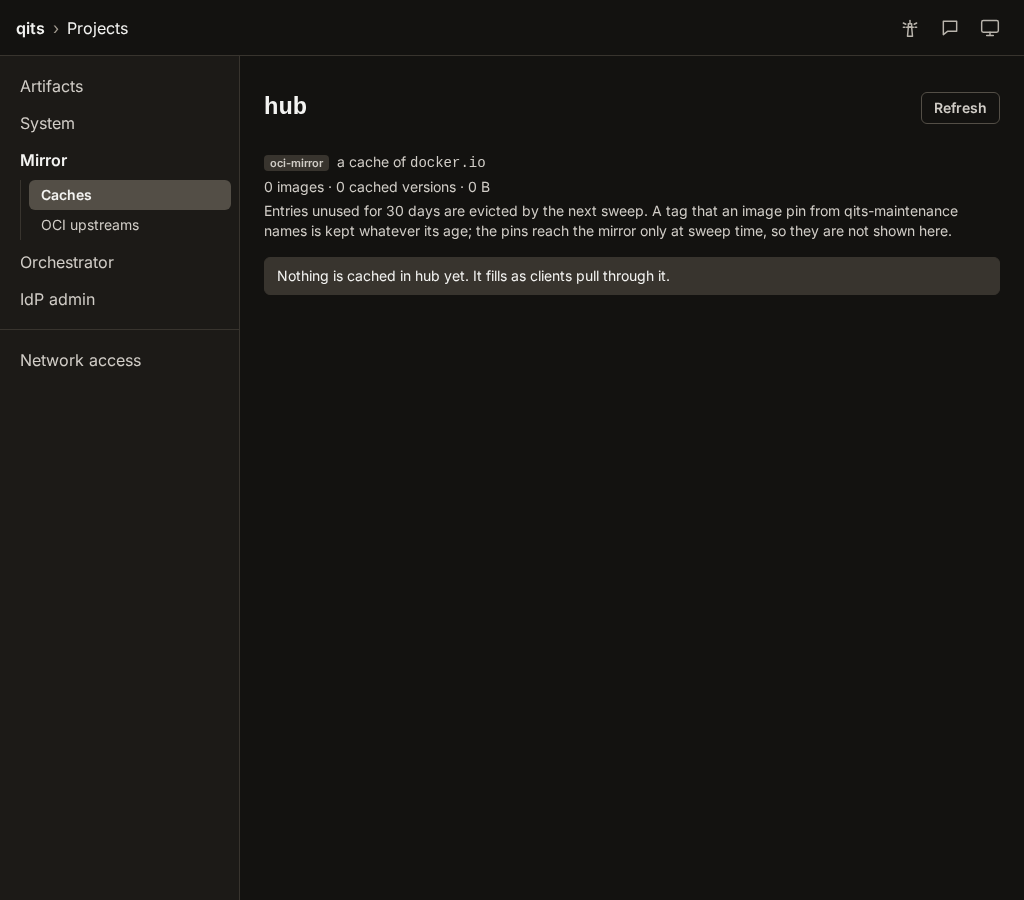 qits › Projects
Artifacts
System
Mirror
Caches
OCI upstreams
Orchestrator
IdP admin
Network access
hub
Refresh
oci-mirror a cache of docker.io
0 images · 0 cached versions · 0 B
Entries unused for 30 days are evicted by the next sweep. A tag that an image pin from qits-maintenance
names is kept whatever its age; the pins reach the mirror only at sweep time, so they are not shown here.
Nothing is cached in hub yet. It fills as clients pull through it.